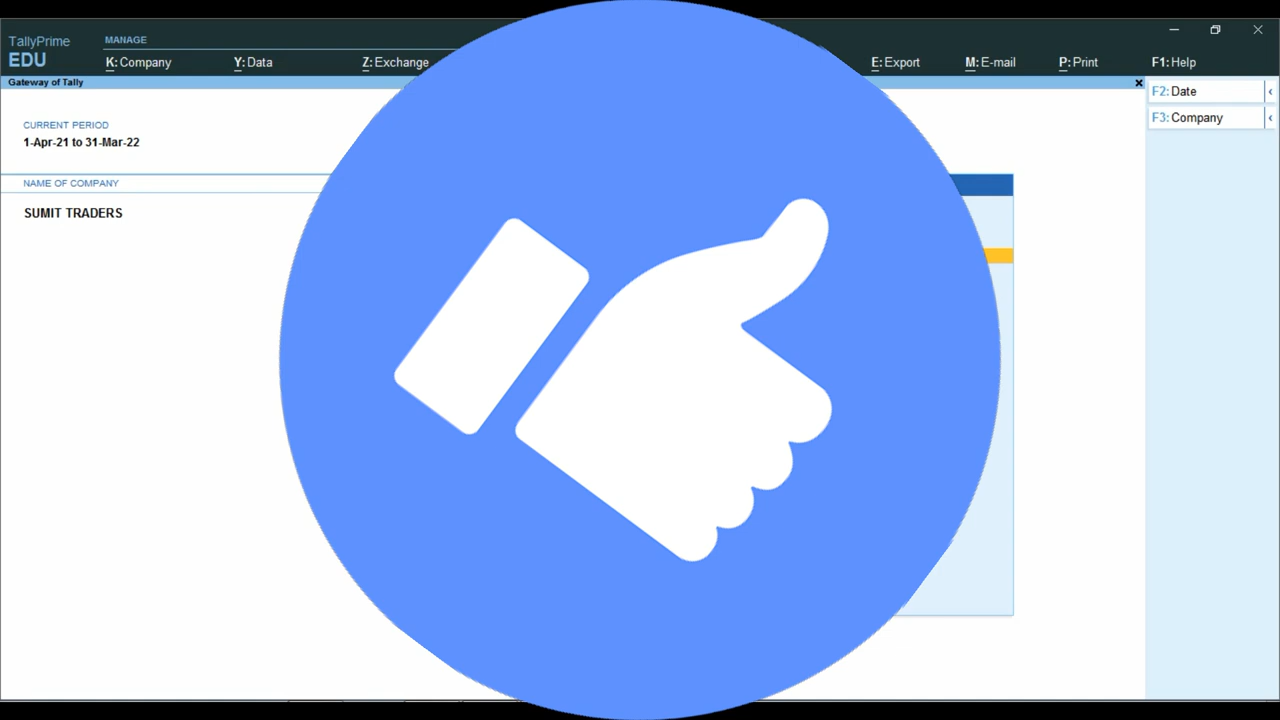 TallyPrime
EDU
MANAGE
K: Company Y: Data Z: Exchange E: Export M: E-mail P: Print F1: Help
Gateway of Tally
F2: Date
F3: Company
CURRENT PERIOD
1-Apr-21 to 31-Mar-22
NAME OF COMPANY
SUMIT TRADERS